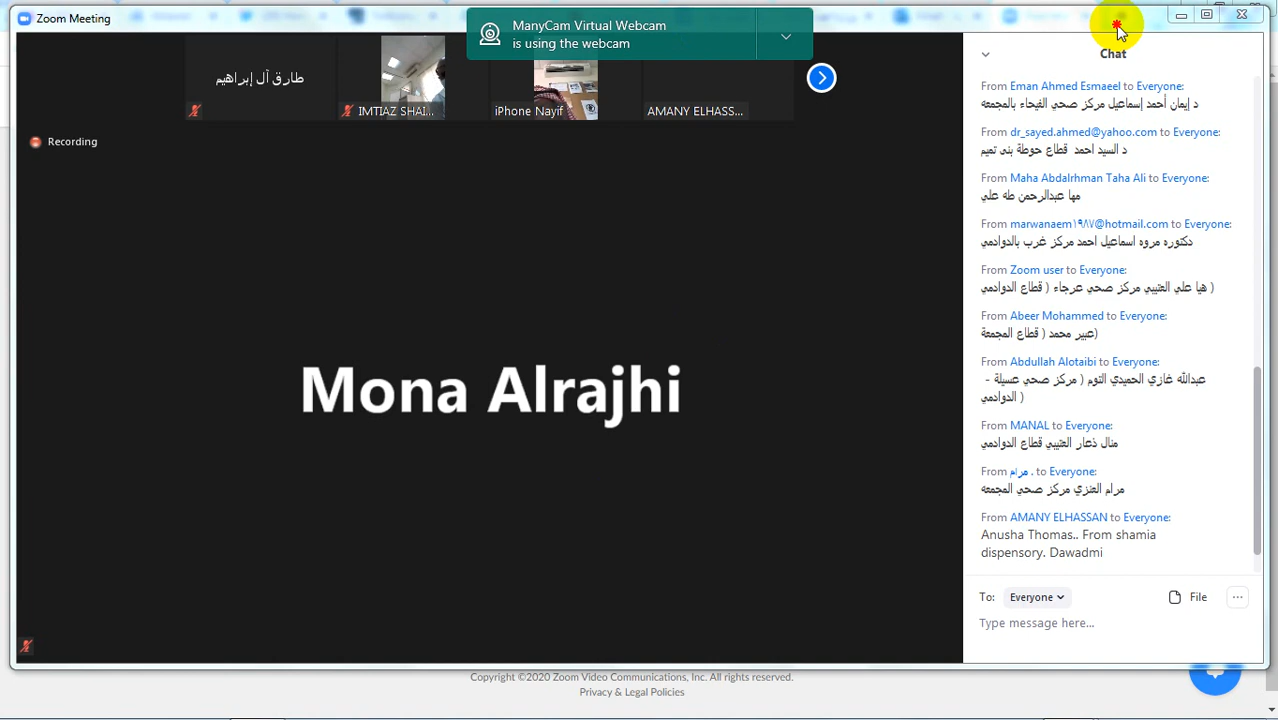 Zoom Meeting
ManyCam Virtual Webcam
is using the webcam
طارق آل إبراهيم
IMTIAZ SHAI...
iPhone Nayif
AMANY ELHASS...
Recording
Mona Alrajhi
Chat
From Eman Ahmed Esmaeel to Everyone:
د إيمان أحمد إسماعيل مركز صحي الفيحاء بالمجمعه
From dr_sayed.ahmed@yahoo.com to Everyone:
د السيد احمد قطاع حوطة بنى تميم
From Maha Abdalrhman Taha Ali to Everyone:
مها عبدالرحمن طه علي
From marwanaem١٩٨٧@hotmail.com to Everyone:
دكتوره مروه اسماعيل احمد مركز غرب بالدوادمي
From Zoom user to Everyone:
هيا علي العتيبي مركز صحي عرجاء ( قطاع الدوادمي )
From Abeer Mohammed to Everyone:
عبير محمد ( قطاع المجمعة)
From Abdullah Alotaibi to Everyone:
عبدالله غازي الحميدي التوم ( مركز صحي عسيلة -
الدوادمي )
From MANAL to Everyone:
منال ذعار العتيبي قطاع الدوادمي
From مرام . to Everyone:
مرام العنزي مركز صحي المجمعه
From AMANY ELHASSAN to Everyone:
Anusha Thomas.. From shamia
dispensory. Dawadmi
To: Everyone
File
Type message here...
Copyright ©2020 Zoom Video Communications, Inc. All rights reserved.
Privacy & Legal Policies